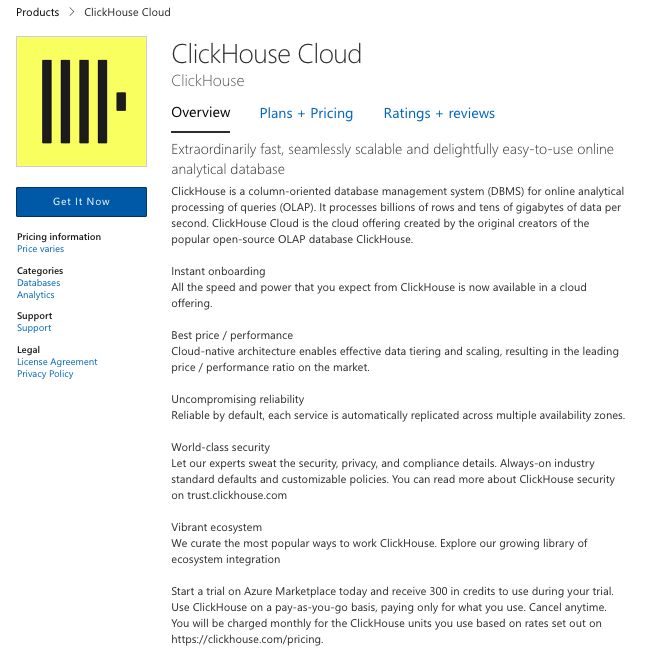 Products > ClickHouse Cloud
ClickHouse Cloud
ClickHouse
Overview Plans + Pricing Ratings + reviews
Extraordinarily fast, seamlessly scalable and delightfully easy-to-use online
analytical database
Get It Now
Pricing information
Price varies
Categories
Databases
Analytics
Support
Support
Legal
License Agreement
Privacy Policy
ClickHouse is a column-oriented database management system (DBMS) for online analytical
processing of queries (OLAP). It processes billions of rows and tens of gigabytes of data per
second. ClickHouse Cloud is the cloud offering created by the original creators of the
popular open-source OLAP database ClickHouse.
Instant onboarding
All the speed and power that you expect from ClickHouse is now available in a cloud
offering.
Best price / performance
Cloud-native architecture enables effective data tiering and scaling, resulting in the leading
price / performance ratio on the market.
Uncompromising reliability
Reliable by default, each service is automatically replicated across multiple availability zones.
World-class security
Let our experts sweat the security, privacy, and compliance details. Always-on industry
standard defaults and customizable policies. You can read more about ClickHouse security
on trust.clickhouse.com
Vibrant ecosystem
We curate the most popular ways to work ClickHouse. Explore our growing library of
ecosystem integration
Start a trial on Azure Marketplace today and receive 300 in credits to use during your trial.
Use ClickHouse on a pay-as-you-go basis, paying only for what you use. Cancel anytime.
You will be charged monthly for the ClickHouse units you use based on rates set out on
https://clickhouse.com/pricing.